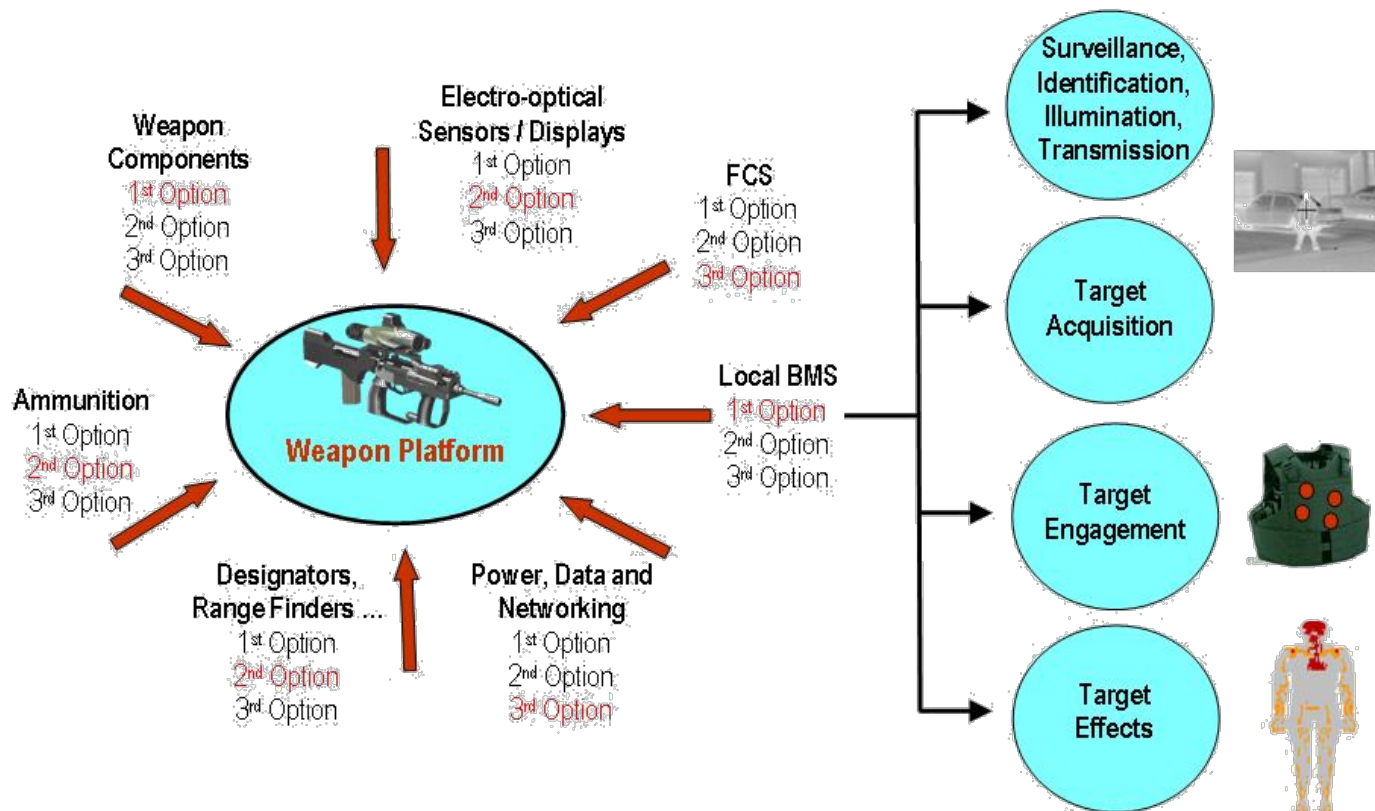 Weapon
Components
1st Option
2nd Option
3rd Option
Electro-optical
Sensors / Displays
1st Option
2nd Option
3rd Option
FCS
1st Option
2nd Option
3rd Option
Ammunition
1st Option
2nd Option
3rd Option
Weapon Platform
Local BMS
1st Option
2nd Option
3rd Option
Designators,
Range Finders ...
1st Option
2nd Option
3rd Option
Power, Data and
Networking
1st Option
2nd Option
3rd Option
Surveillance,
Identification,
Illumination,
Transmission
Target
Acquisition
Target
Engagement
Target
Effects